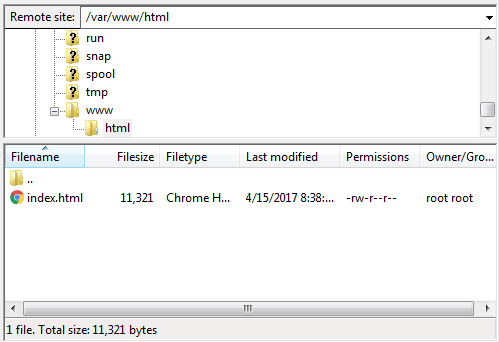 Remote site: /var/www/html
? run
? snap
? spool
? tmp
www
html
Filename Filesize Filetype Last modified Permissions Owner/Gro...
..
index.html 11,321 Chrome H... 4/15/2017 8:38:... -rw-r--r-- root root
1 file. Total size: 11,321 bytes